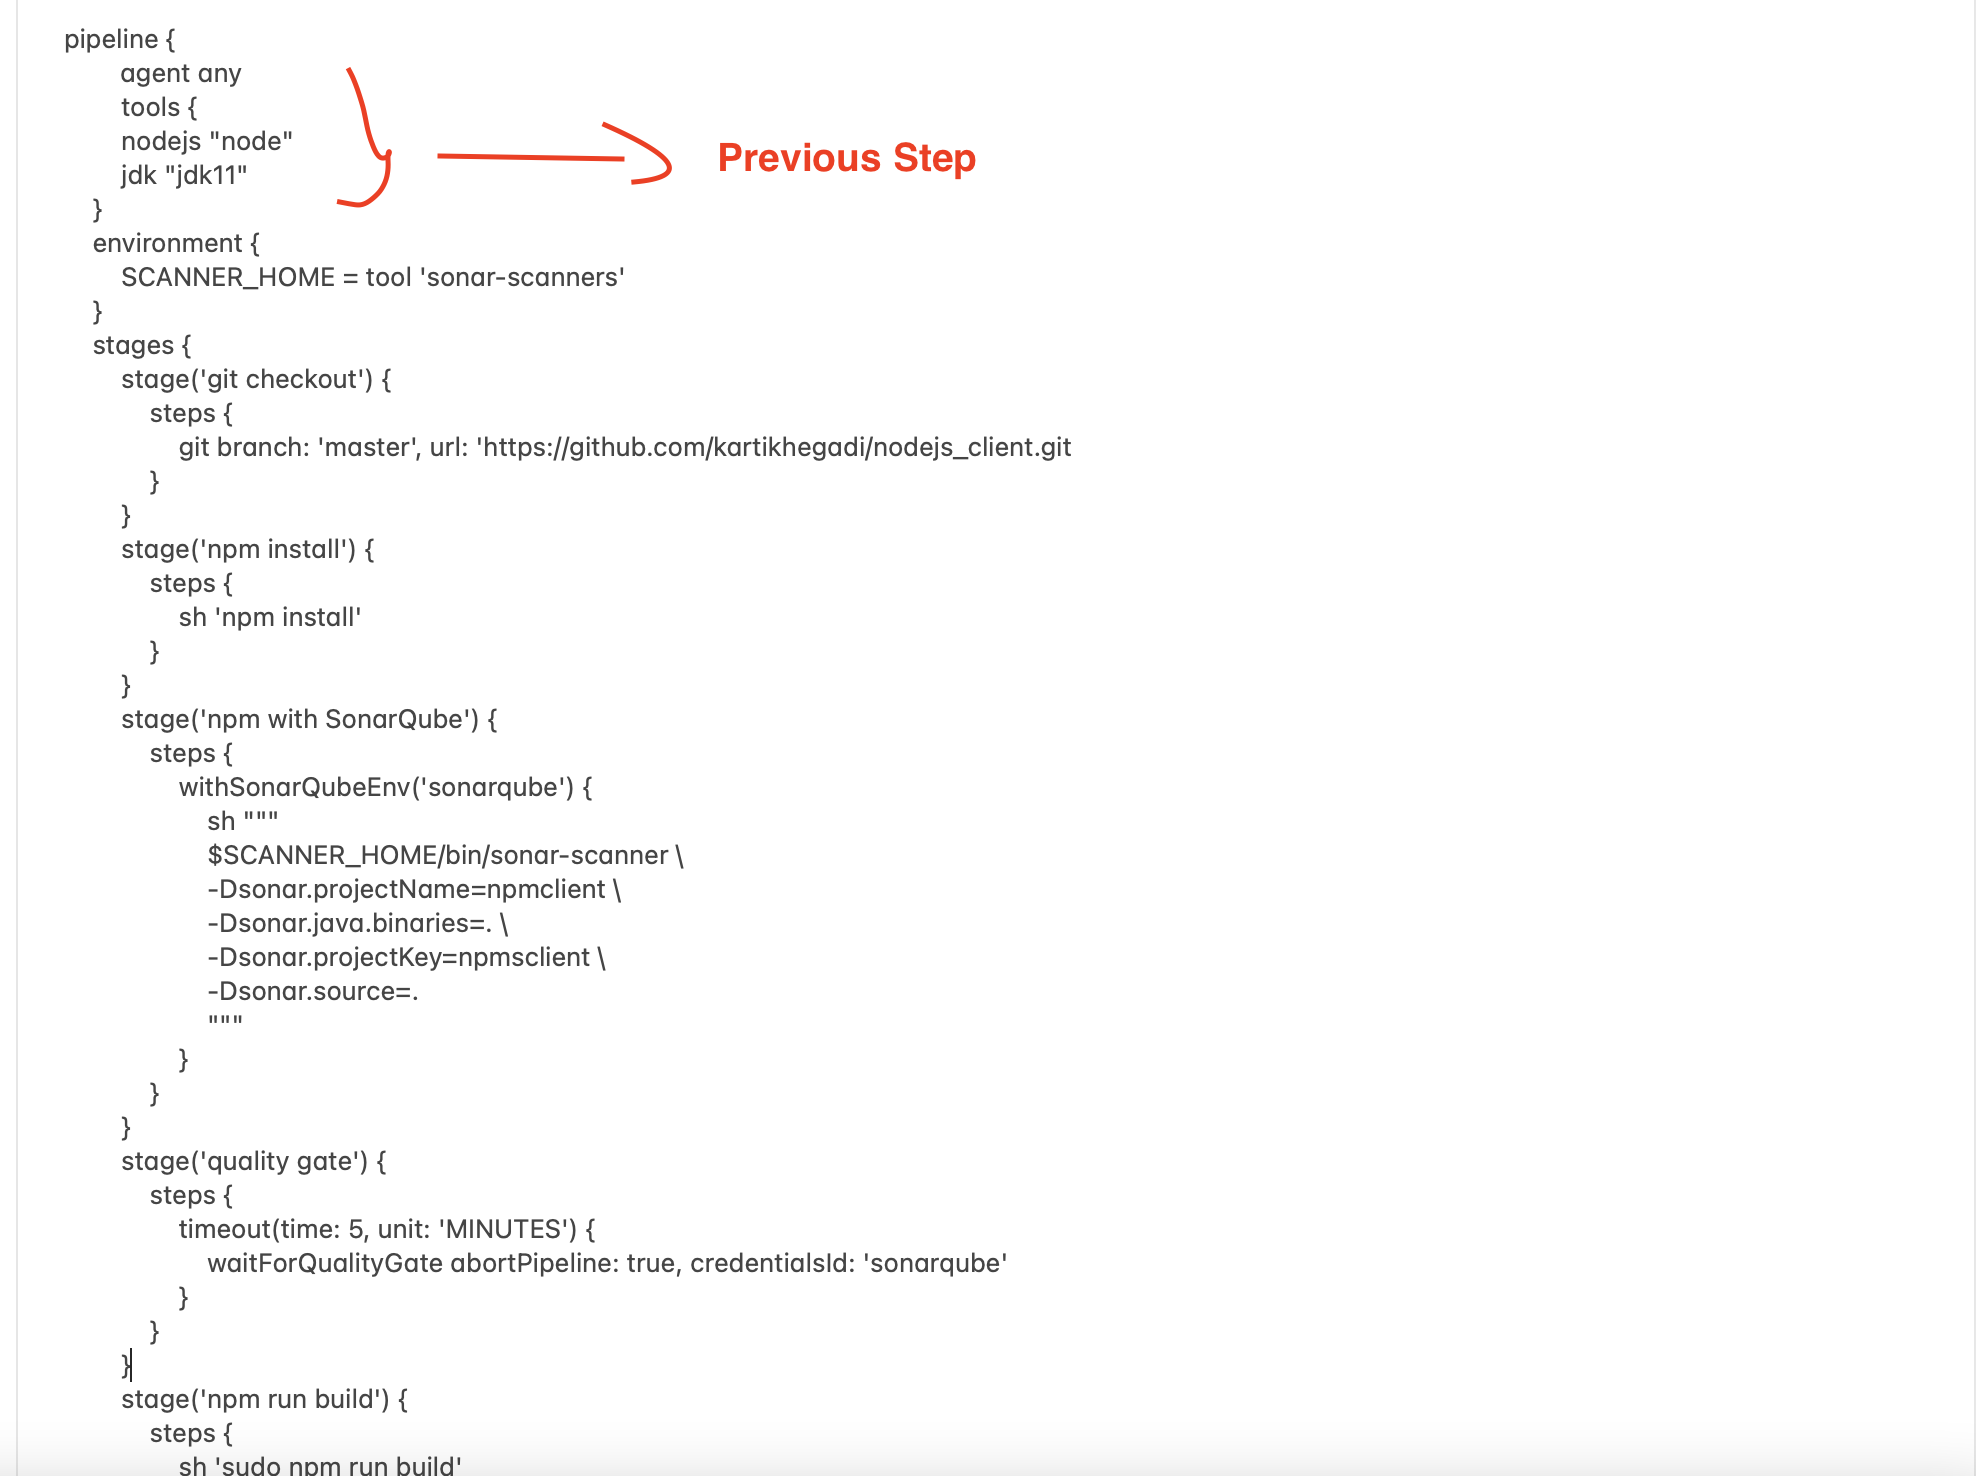 pipeline {
agent any
tools {
nodejs "node"
jdk "jdk11"
Previous Step
}
environment {
SCANNER_HOME = tool 'sonar-scanners'
}
stages {
stage('git checkout') {
steps {
git branch: 'master', url: 'https://github.com/kartikhegadi/nodejs_client.git
}
}
stage('npm install') {
steps {
sh 'npm install'
}
}
stage('npm with SonarQube') {
steps {
withSonarQubeEnv('sonarqube') {
sh """
$SCANNER_HOME/bin/sonar-scanner \
-Dsonar.projectName=npmclient \
-Dsonar.java.binaries=. \
-Dsonar.projectKey=npmsclient \
-Dsonar.source=.
"""
}
}
}
stage('quality gate') {
steps {
timeout(time: 5, unit: 'MINUTES') {
waitForQualityGate abortPipeline: true, credentialsId: 'sonarqube'
}
}
}
stage('npm run build') {
steps {
sh 'sudo npm run build'